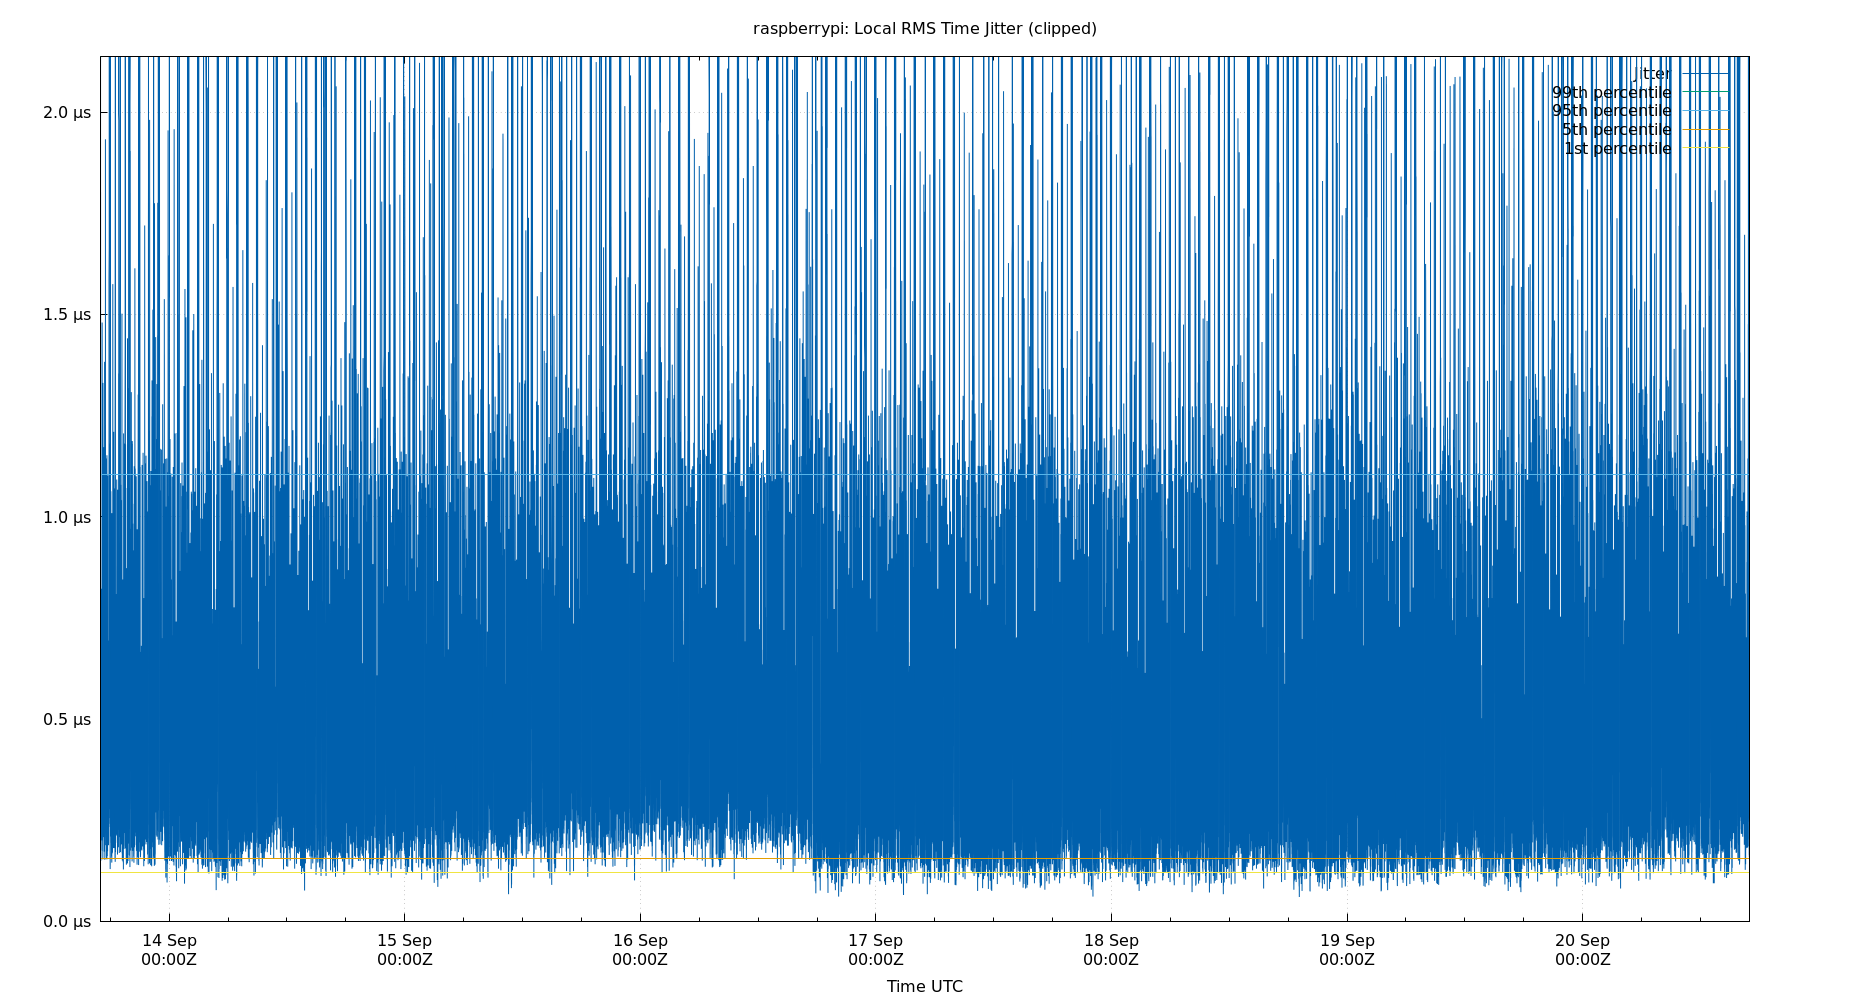 raspberrypi: Local RMS Time Jitter (clipped)
Jitter
99th percentile
95th percentile
5th percentile
1st percentile
2.0 µs
1.5 µs
1.0 µs
0.5 µs
0.0 µs
14 Sep 15 Sep 16 Sep 17 Sep 18 Sep 19 Sep 20 Sep
00:00Z 00:00Z 00:00Z 00:00Z 00:00Z 00:00Z 00:00Z
Time UTC